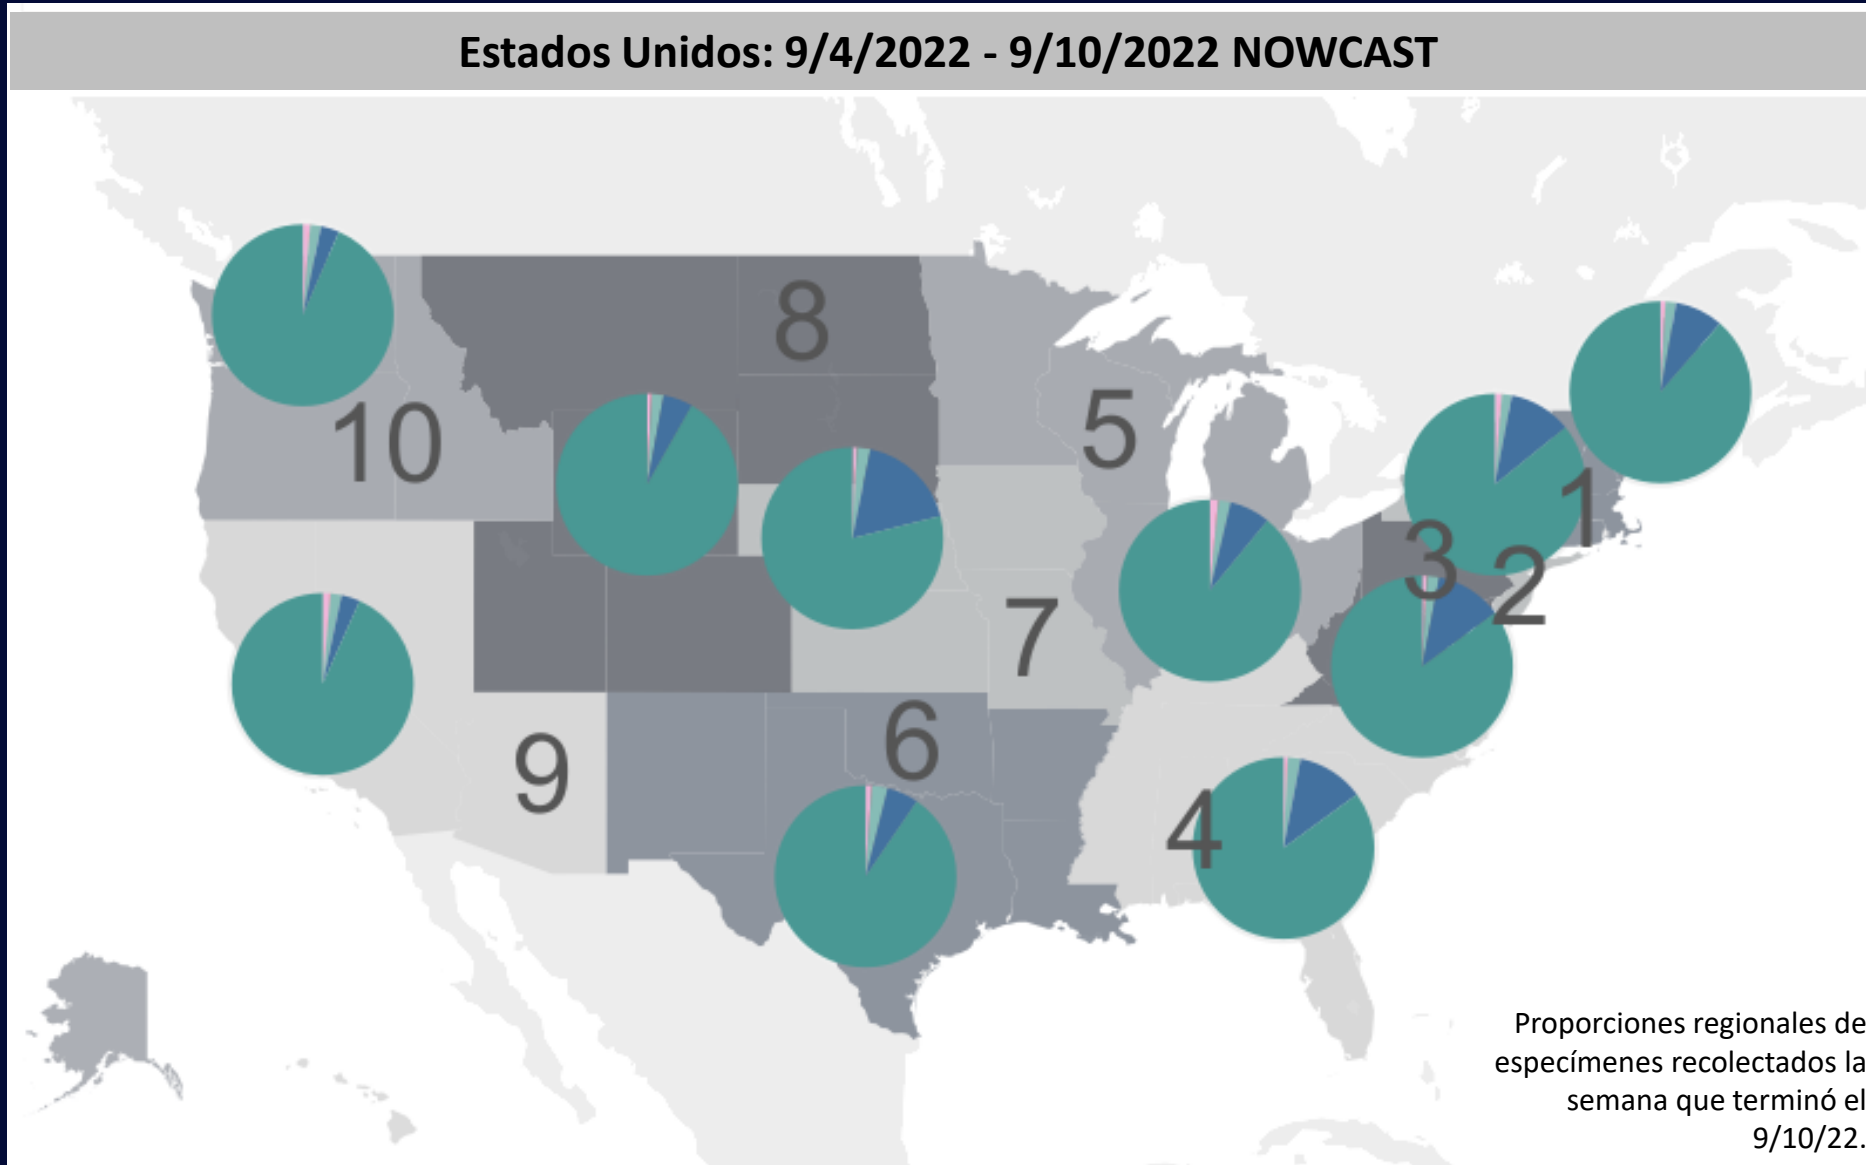 Estados Unidos: 9/4/2022 - 9/10/2022 NOWCAST
8
10
5
1
3
2
7
6
9
4
Proporciones regionales de
especímenes recolectados la
semana que terminó el
9/10/22.